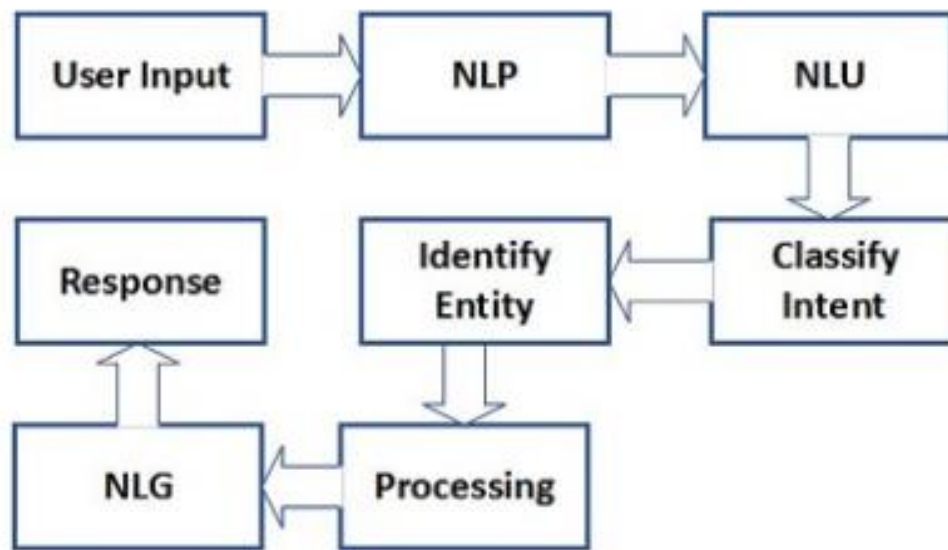 User Input
NLP
NLU
Response
Identify
Entity
Classify
Intent
NLG
Processing